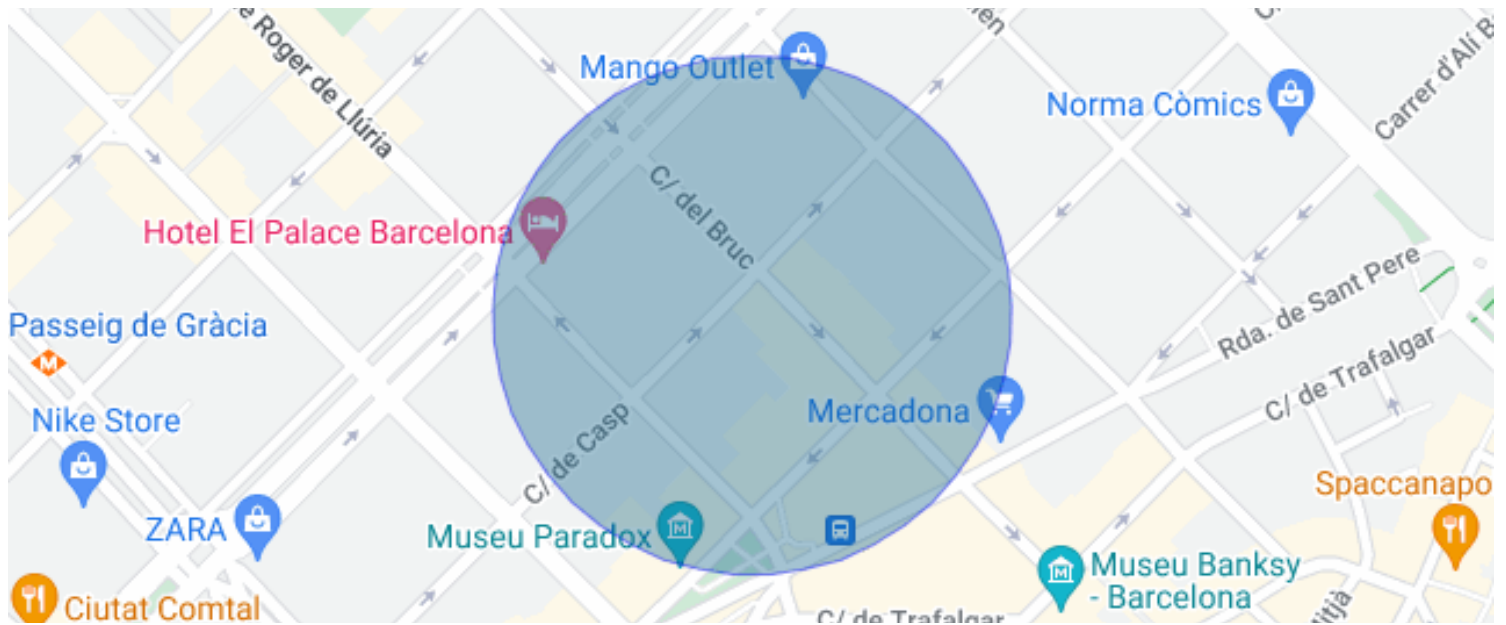 de Roger de Llúria
Mango Outlet
Norma Còmics
Carrer d'Alí B
C/ del Bruc
Hotel El Palace Barcelona
Passeig de Gràcia
M
Rda. de Sant Pere
C/ de Trafalgar
Nike Store
Mercadona
C/ de Casp
Spaccanapo
ZARA
Museu Paradox
M
M
Museu Banksy
- Barcelona
Ciutat Comtal
C/ de Trafalgar